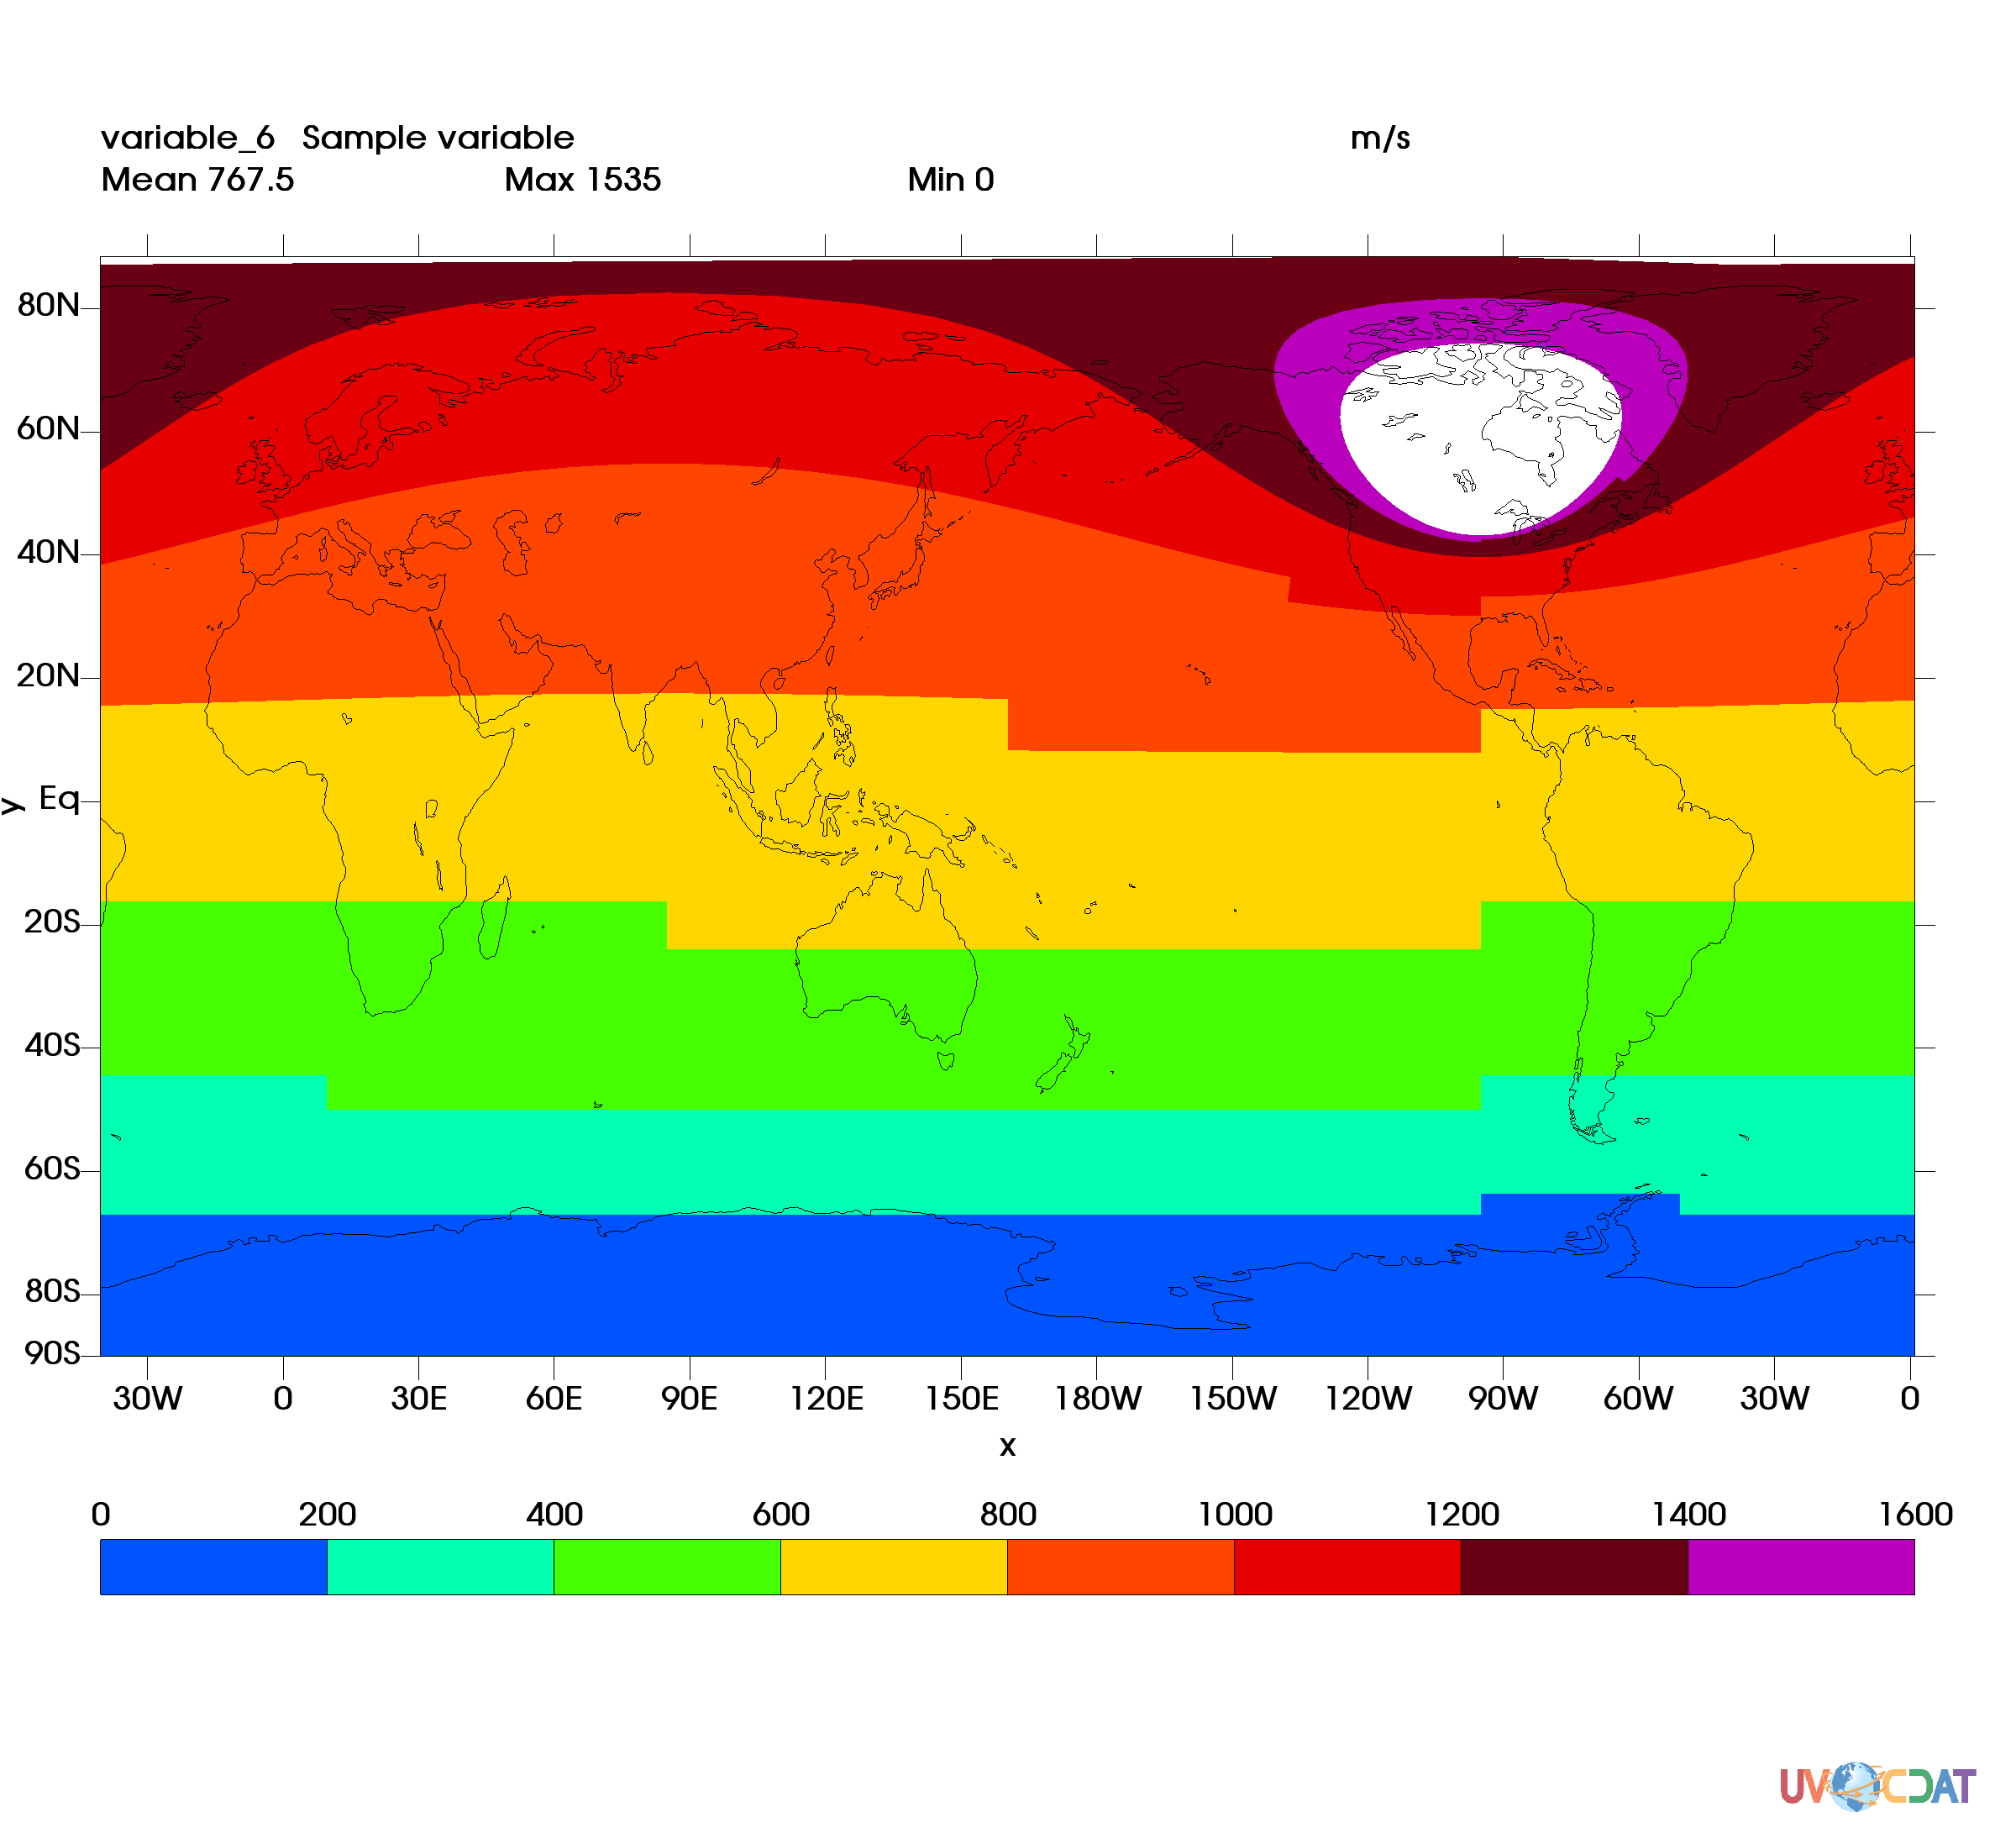 variable_6 Sample variable m/s
Mean 767.5 Max 1535 Min 0
80N
60N
40N
20N
y Eq
20S
40S
60S
80S
90S
30W 0 30E 60E 90E 120E 150E 180W 150W 120W 90W 60W 30W 0
x
0 200 400 600 800 1000 1200 1400 1600
UV CDAT